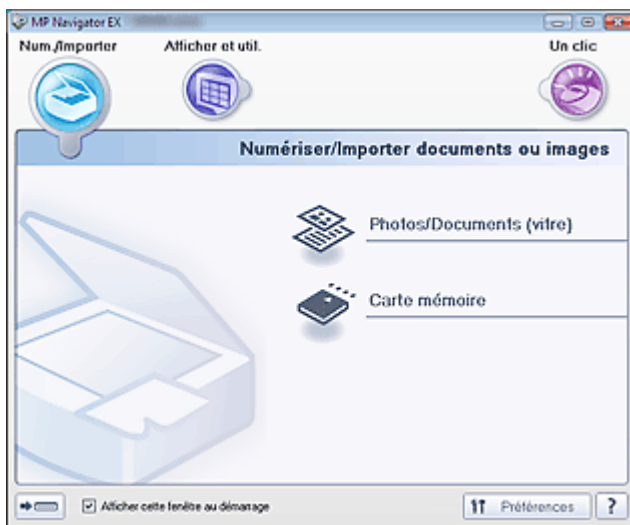 MP Navigator EX
Num./Importer
Afficher et util.
Un clic
Numériser/Importer documents ou images
Photos/Documents (vitre)
Carte mémoire
Afficher cette fenêtre au démarrage
Préférences
?